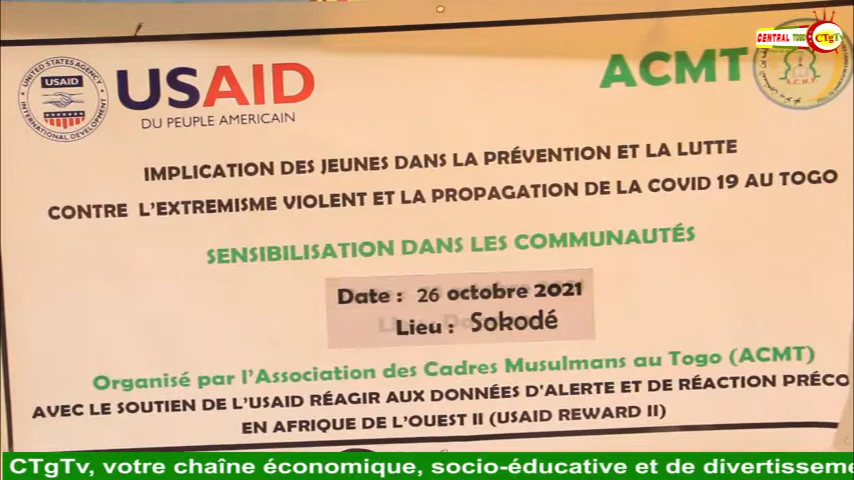 CENTRAL TOGO CTgTv
UNITED STATES AGENCY
USAID
INTERNATIONAL DEVELOPMENT
USAID
DU PEUPLE AMERICAIN
ACMT
A.C.M.T
IMPLICATION DES JEUNES DANS LA PRÉVENTION ET LA LUTTE
CONTRE L'EXTREMISME VIOLENT ET LA PROPAGATION DE LA COVID 19 AU TOGO
SENSIBILISATION DANS LES COMMUNAUTÉS
Date : 26 octobre 2021
Lieu : Sokodé
Organisé par l'Association des Cadres Musulmans au Togo (ACMT)
AVEC LE SOUTIEN DE L'USAID RÉAGIR AUX DONNÉES D'ALERTE ET DE RÉACTION PRÉCO
EN AFRIQUE DE L'OUEST II (USAID REWARD II)
CTgTv, votre chaîne économique, socio-éducative et de divertisseme